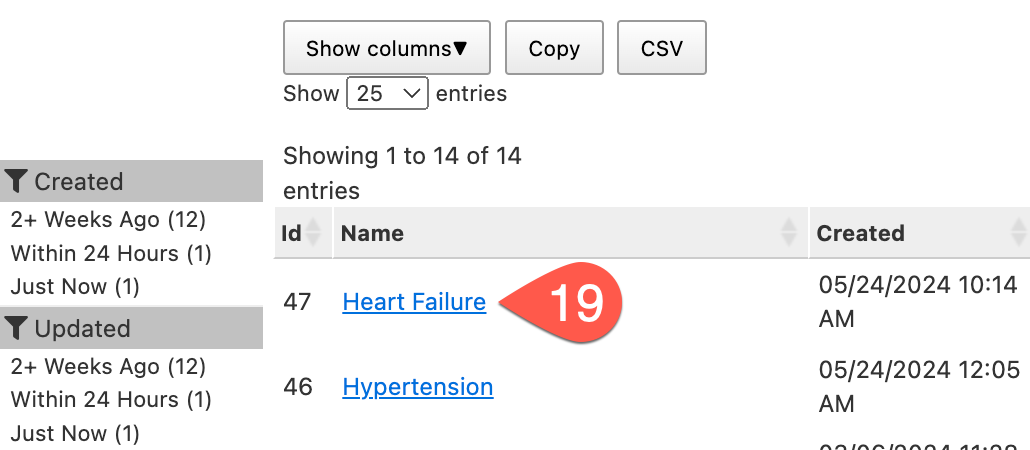 Show columns▼ Copy CSV
Show 25 entries
Showing 1 to 14 of 14
entries
Created
2+ Weeks Ago (12)
Within 24 Hours (1)
Just Now (1)
Updated
2+ Weeks Ago (12)
Within 24 Hours (1)
Just Now (1)
Id Name Created
47 Heart Failure 19 05/24/2024 10:14
AM
46 Hypertension 05/24/2024 12:05
AM